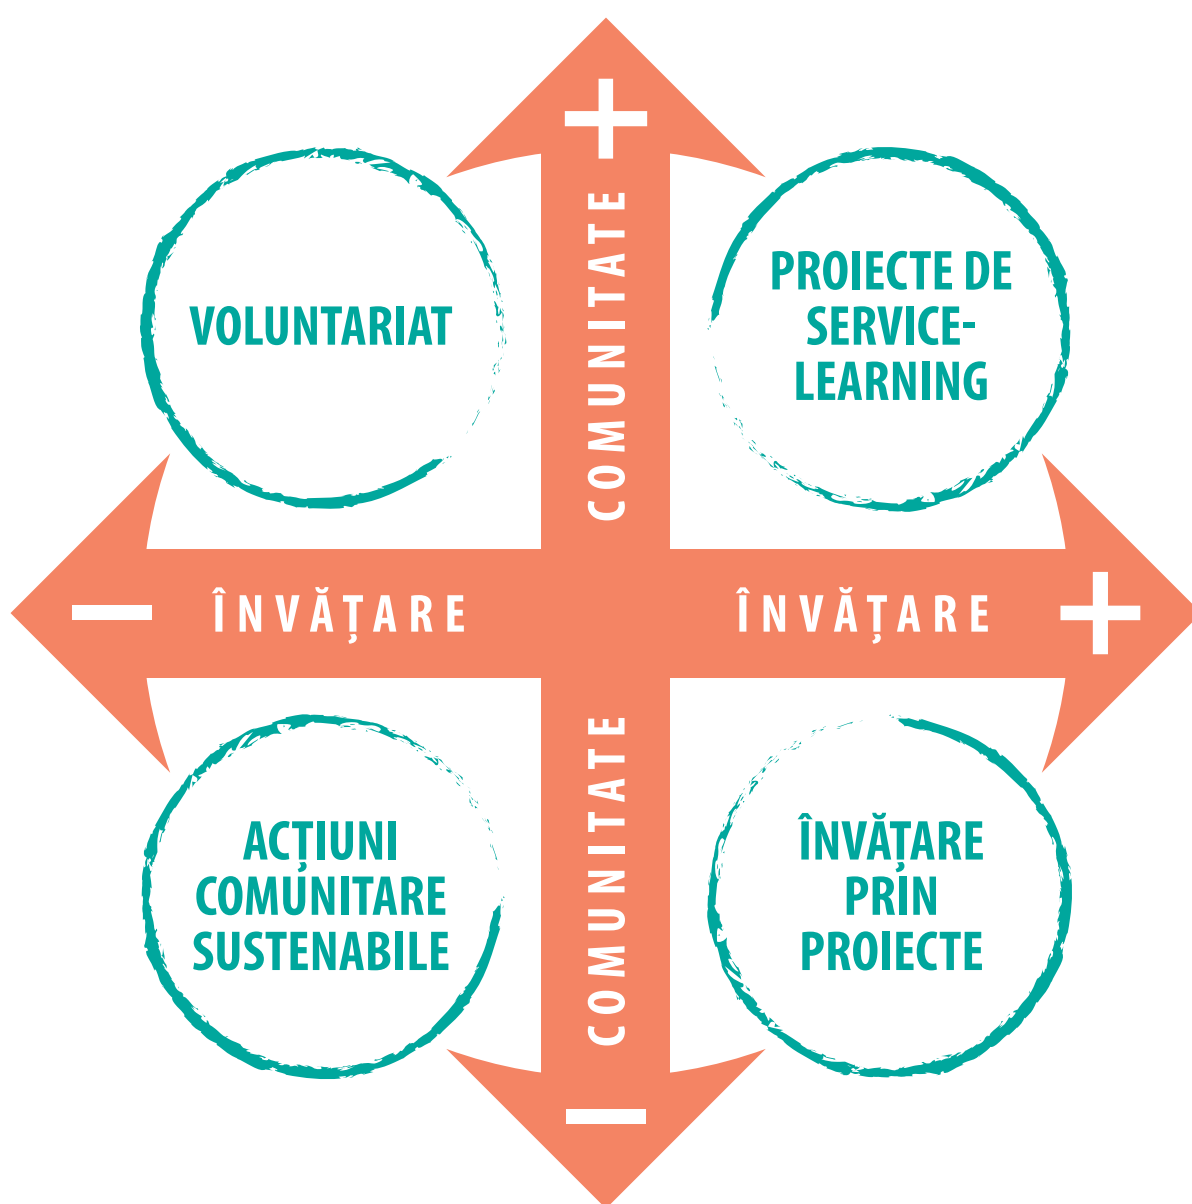 +
COMUNITATE
VOLUNTARIAT
PROIECTE DE
SERVICE-
LEARNING
– ÎNVĂȚARE
ÎNVĂȚARE +
COMUNITATE
ACȚIUNI
COMUNITARE
SUSTENABILE
ÎNVĂȚARE
PRIN
PROIECTE
–